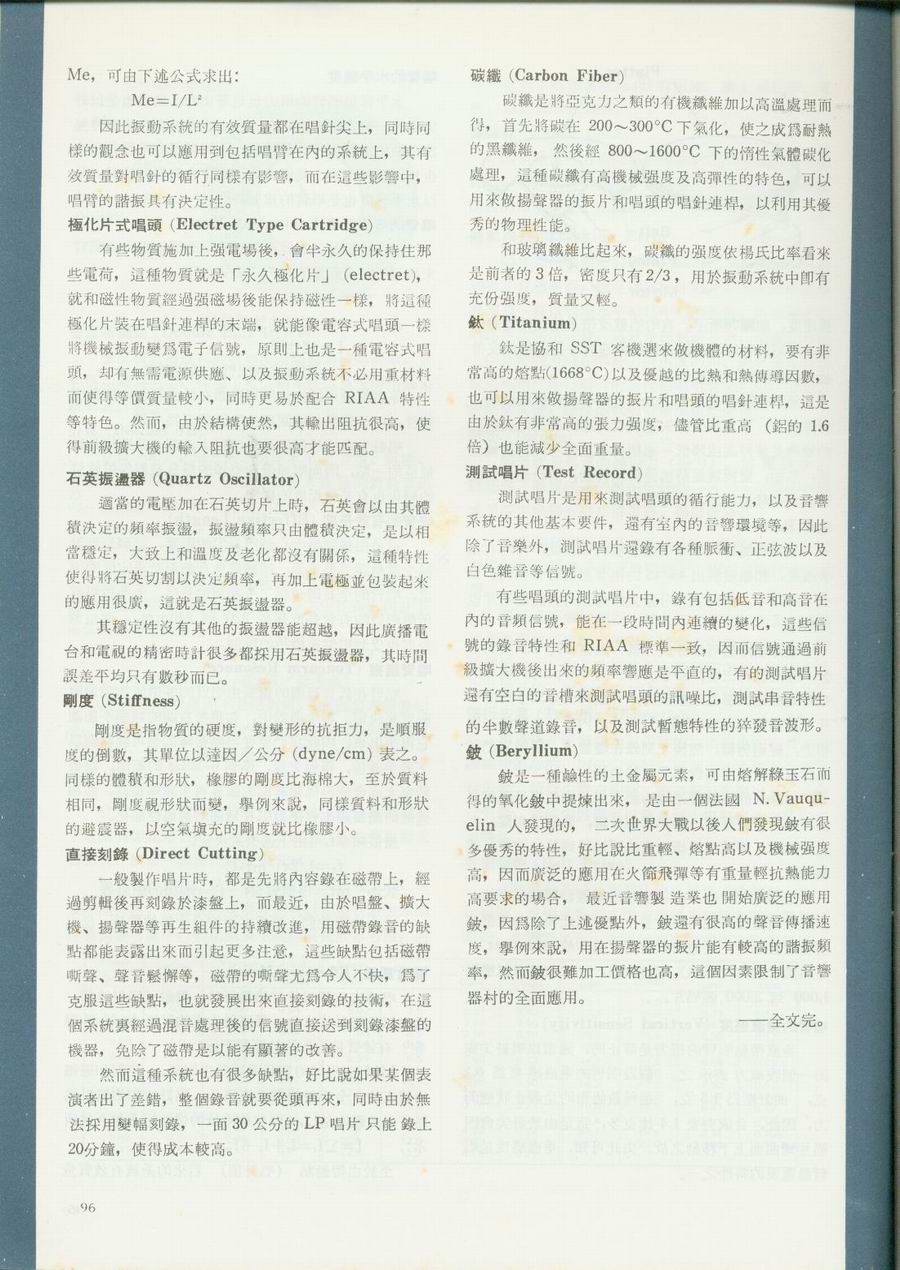 Me，可由下述公式求出：
Me＝I/L²
因此振動系統的有效質量都在唱針尖上，同時同
樣的觀念也可以應用到包括唱臂在內的系統上，其有
效質量對唱針的循行同樣有影響，而在這些影響中，
唱臂的諧振具有決定性。
極化片式唱頭（Electret Type Cartridge）
有些物質施加上强電場後，會半永久的保持住那
些電荷，這種物質就是「永久極化片」（electret），
就和磁性物質經過强磁場後能保持磁性一樣，將這種
極化片裝在唱針連桿的末端，就能像電容式唱頭一樣
將機械振動變爲電子信號，原則上也是一種電容式唱
頭，却有無需電源供應、以及振動系統不必用重材料
而使得等價質量較小，同時更易於配合 RIAA 特性
等特色。然而，由於結構使然，其輸出阻抗很高，使
得前級擴大機的輸入阻抗也要很高才能匹配。
石英振盪器（Quartz Oscillator）
適當的電壓加在石英切片上時，石英會以由其體
積決定的頻率振盪，振盪頻率只由體積決定，是以相
當穩定，大致上和溫度及老化都沒有關係，這種特性
使得將石英切割以決定頻率，再加上電極並包裝起來
的應用很廣，這就是石英振盪器。
其穩定性沒有其他的振盪器能超越，因此廣播電
台和電視的精密時計很多都採用石英振盪器，其時間
誤差平均只有數秒而已。
剛度（Stiffness）
剛度是指物質的硬度，對變形的抗拒力，是順服
度的倒數，其單位以達因／公分（dyne/cm）表之。
同樣的體積和形狀，橡膠的剛度比海棉大，至於質料
相同，剛度視形狀而變，舉例來說，同樣質料和形狀
的避震器，以空氣填充的剛度就比橡膠小。
直接刻錄（Direct Cutting）
一般製作唱片時，都是先將內容錄在磁帶上，經
過剪輯後再刻錄於漆盤上，而最近，由於唱盤、擴大
機、揚聲器等再生組件的持續改進，用磁帶錄音的缺
點都能表露出來而引起更多注意，這些缺點包括磁帶
嘶聲、聲音鬆懈等，磁帶的嘶聲尤爲令人不快，爲了
克服這些缺點，也就發展出來直接刻錄的技術，在這
個系統裏經過混音處理後的信號直接送到刻錄漆盤的
機器，免除了磁帶是以能有顯著的改善。
然而這種系統也有很多缺點，好比說如果某個表
演者出了差錯，整個錄音就要從頭再來，同時由於無
法採用變幅刻錄，一面 30 公分的 LP 唱片 只能 錄上
20分鐘，使得成本較高。
96
碳纖（Carbon Fiber）
碳纖是將亞克力之類的有機纖維加以高溫處理而
得，首先將碳在 200～300°C 下氣化，使之成爲耐熱
的黑纖維，然後經 800～1600°C 下的惰性氣體碳化
處理，這種碳纖有高機械强度及高彈性的特色，可以
用來做揚聲器的振片和唱頭的唱針連桿，以利用其優
秀的物理性能。
和玻璃纖維比起來，碳纖的强度依楊氏比率看來
是前者的 3 倍，密度只有 2/3，用於振動系統中卽有
充份强度，質量又輕。
鈦（Titanium）
鈦是協和 SST 客機選來做機體的材料，要有非
常高的熔點(1668°C)以及優越的比熱和熱傳導因數，
也可以用來做揚聲器的振片和唱頭的唱針連桿，這是
由於鈦有非常高的張力强度，儘管比重高（鋁的 1.6
倍）也能減少全面重量。
測試唱片（Test Record）
測試唱片是用來測試唱頭的循行能力，以及音響
系統的其他基本要件，還有室內的音響環境等，因此
除了音樂外，測試唱片還錄有各種脈衝、正弦波以及
白色雜音等信號。
有些唱頭的測試唱片中，錄有包括低音和高音在
內的音頻信號，能在一段時間內連續的變化，這些信
號的錄音特性和 RIAA 標準一致，因而信號通過前
級擴大機後出來的頻率響應是平直的，有的測試唱片
還有空白的音槽來測試唱頭的訊噪比，測試串音特性
的半數聲道錄音，以及測試暫態特性的猝發音波形。
鈹（Beryllium）
鈹是一種鹼性的土金屬元素，可由熔解綠玉石而
得的氧化鈹中提煉出來，是由一個法國 N. Vauqu-
elin 人發現的，二次世界大戰以後人們發現鈹有很
多優秀的特性，好比說比重輕、熔點高以及機械强度
高，因而廣泛的應用在火箭飛彈等有重量輕抗熱能力
高要求的場合，最近音響製 造業也 開始廣泛的應用
鈹，因爲除了上述優點外，鈹還有很高的聲音傳播速
度，舉例來說，用在揚聲器的振片能有較高的諧振頻
率，然而鈹很難加工價格也高，這個因素限制了音響
器材的全面應用。
——全文完。